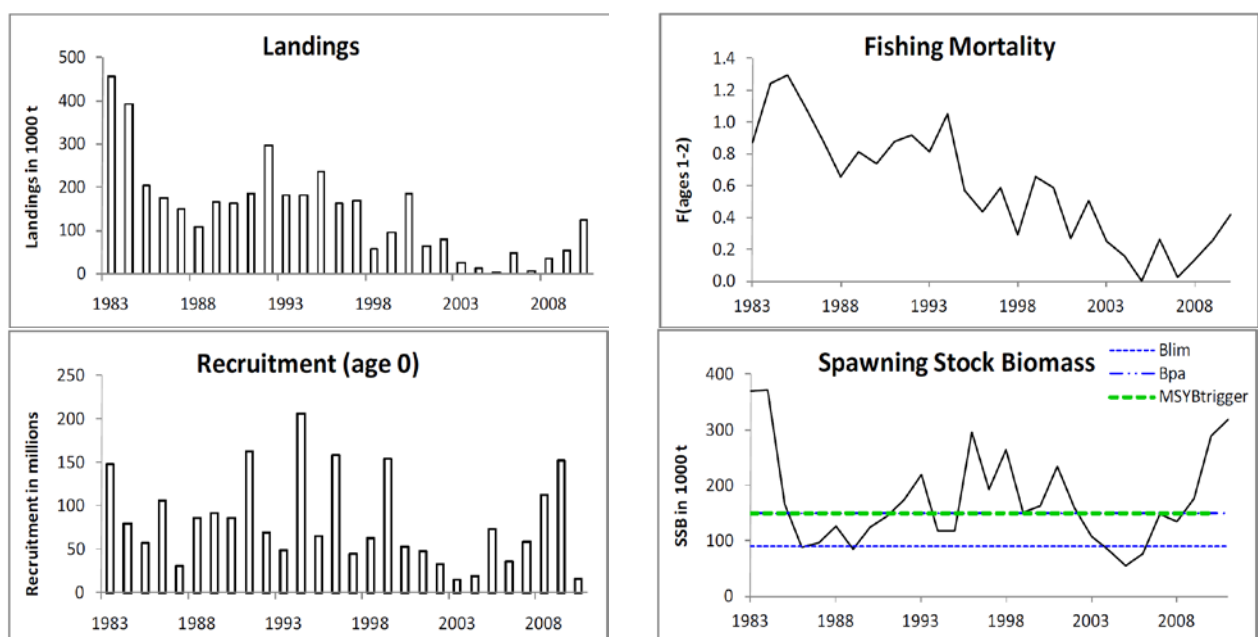 Landings
Landings in 1000 t
500
400
300
200
100
0
1983 1988 1993 1998 2003 2008
Fishing Mortality
F(ages 1-2)
1.4
1.2
1.0
0.8
0.6
0.4
0.2
0.0
1983 1988 1993 1998 2003 2008
Recruitment (age 0)
Recruitment in millions
250
200
150
100
50
0
1983 1988 1993 1998 2003 2008
Spawning Stock Biomass
Blim
Bpa
MSYBtrigger
SSB in 1000 t
400
300
200
100
0
1983 1988 1993 1998 2003 2008